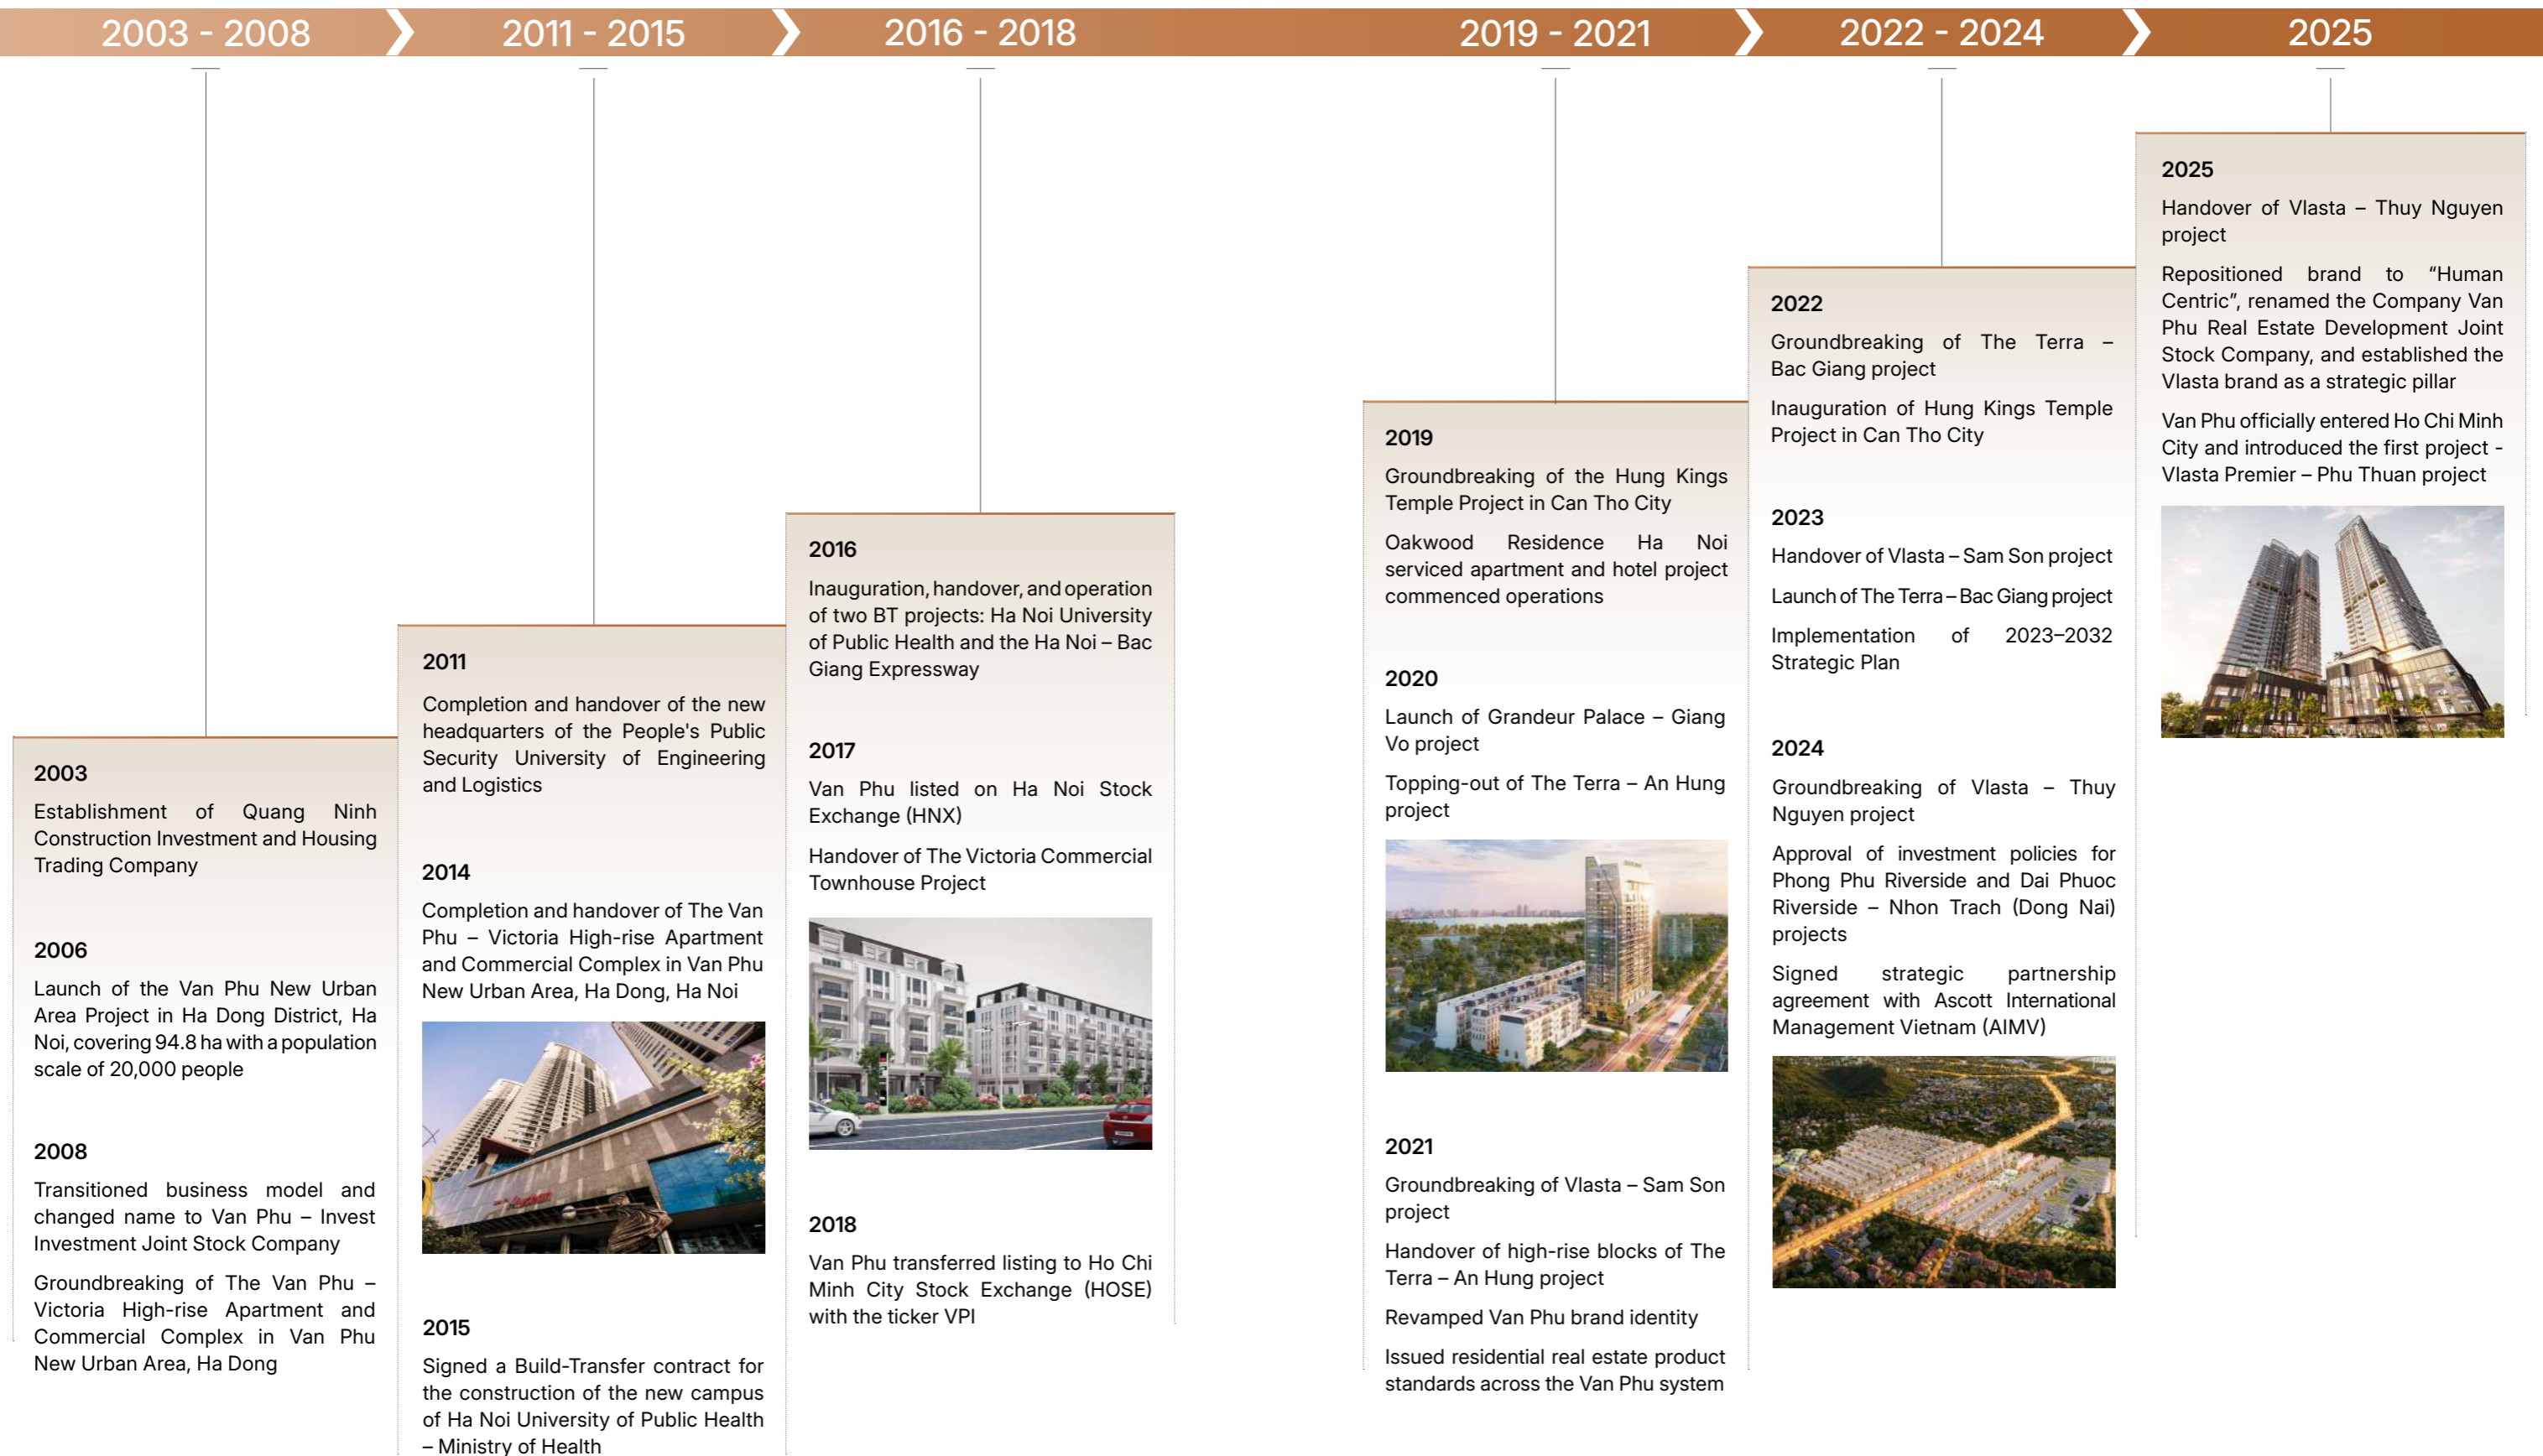 2003 - 2008
2011 - 2015
2016 - 2018
2019 - 2021
2022 - 2024
2025
2003
Establishment of Quang Ninh
Construction Investment and Housing
Trading Company
2006
Launch of the Van Phu New Urban
Area Project in Ha Dong District, Ha
Noi, covering 94.8 ha with a population
scale of 20,000 people
2008
Transitioned business model and
changed name to Van Phu – Invest
Investment Joint Stock Company
Groundbreaking of The Van Phu –
Victoria High-rise Apartment and
Commercial Complex in Van Phu
New Urban Area, Ha Dong
2011
Completion and handover of the new
headquarters of the People's Public
Security University of Engineering
and Logistics
2014
Completion and handover of The Van
Phu – Victoria High-rise Apartment
and Commercial Complex in Van Phu
New Urban Area, Ha Dong, Ha Noi
2015
Signed a Build-Transfer contract for
the construction of the new campus
of Ha Noi University of Public Health
– Ministry of Health
2016
Inauguration, handover, and operation
of two BT projects: Ha Noi University
of Public Health and the Ha Noi – Bac
Giang Expressway
2017
Van Phu listed on Ha Noi Stock
Exchange (HNX)
Handover of The Victoria Commercial
Townhouse Project
2018
Van Phu transferred listing to Ho Chi
Minh City Stock Exchange (HOSE)
with the ticker VPI
2019
Groundbreaking of the Hung Kings
Temple Project in Can Tho City
Oakwood Residence Ha Noi
serviced apartment and hotel project
commenced operations
2020
Launch of Grandeur Palace – Giang
Vo project
Topping-out of The Terra – An Hung
project
2021
Groundbreaking of Vlasta – Sam Son
project
Handover of high-rise blocks of The
Terra – An Hung project
Revamped Van Phu brand identity
Issued residential real estate product
standards across the Van Phu system
2022
Groundbreaking of The Terra –
Bac Giang project
Inauguration of Hung Kings Temple
Project in Can Tho City
2023
Handover of Vlasta – Sam Son project
Launch of The Terra – Bac Giang project
Implementation of 2023–2032
Strategic Plan
2024
Groundbreaking of Vlasta – Thuy
Nguyen project
Approval of investment policies for
Phong Phu Riverside and Dai Phuoc
Riverside – Nhon Trach (Dong Nai)
projects
Signed strategic partnership
agreement with Ascott International
Management Vietnam (AIMV)
2025
Handover of Vlasta – Thuy Nguyen
project
Repositioned brand to “Human
Centric”, renamed the Company Van
Phu Real Estate Development Joint
Stock Company, and established the
Vlasta brand as a strategic pillar
Van Phu officially entered Ho Chi Minh
City and introduced the first project -
Vlasta Premier – Phu Thuan project